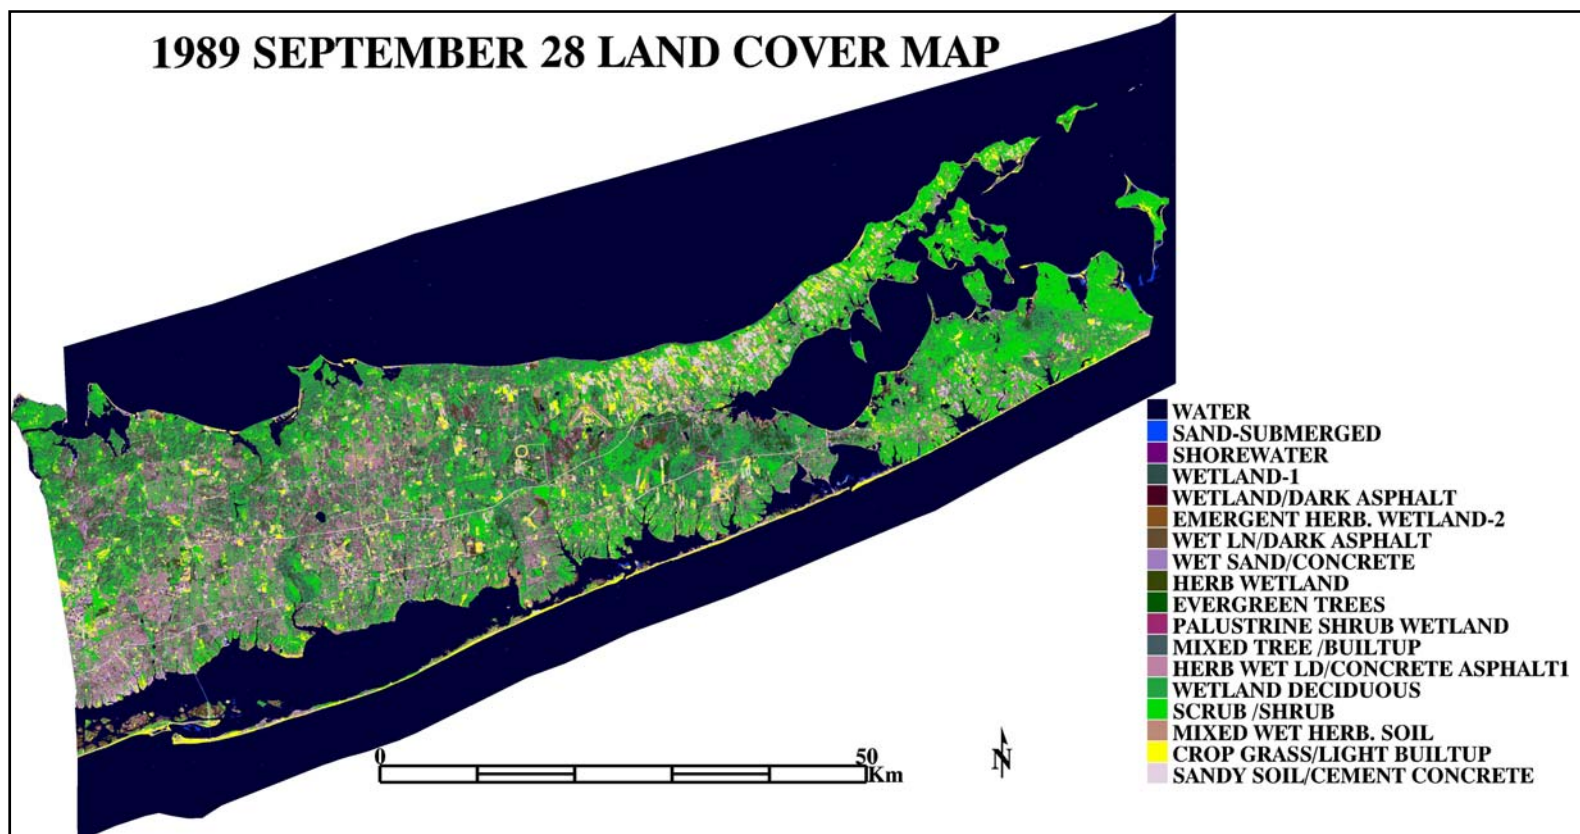 1989 SEPTEMBER 28 LAND COVER MAP
WATER
SAND-SUBMERGED
SHOREWATER
WETLAND-1
WETLAND/DARK ASPHALT
EMERGENT HERB. WETLAND-2
WET LN/DARK ASPHALT
WET SAND/CONCRETE
HERB WETLAND
EVERGREEN TREES
PALUSTRINE SHRUB WETLAND
MIXED TREE /BUILTUP
HERB WET LD/CONCRETE ASPHALT1
WETLAND DECIDUOUS
SCRUB /SHRUB
MIXED WET HERB. SOIL
CROP GRASS/LIGHT BUILTUP
SANDY SOIL/CEMENT CONCRETE
0 50
Km
N